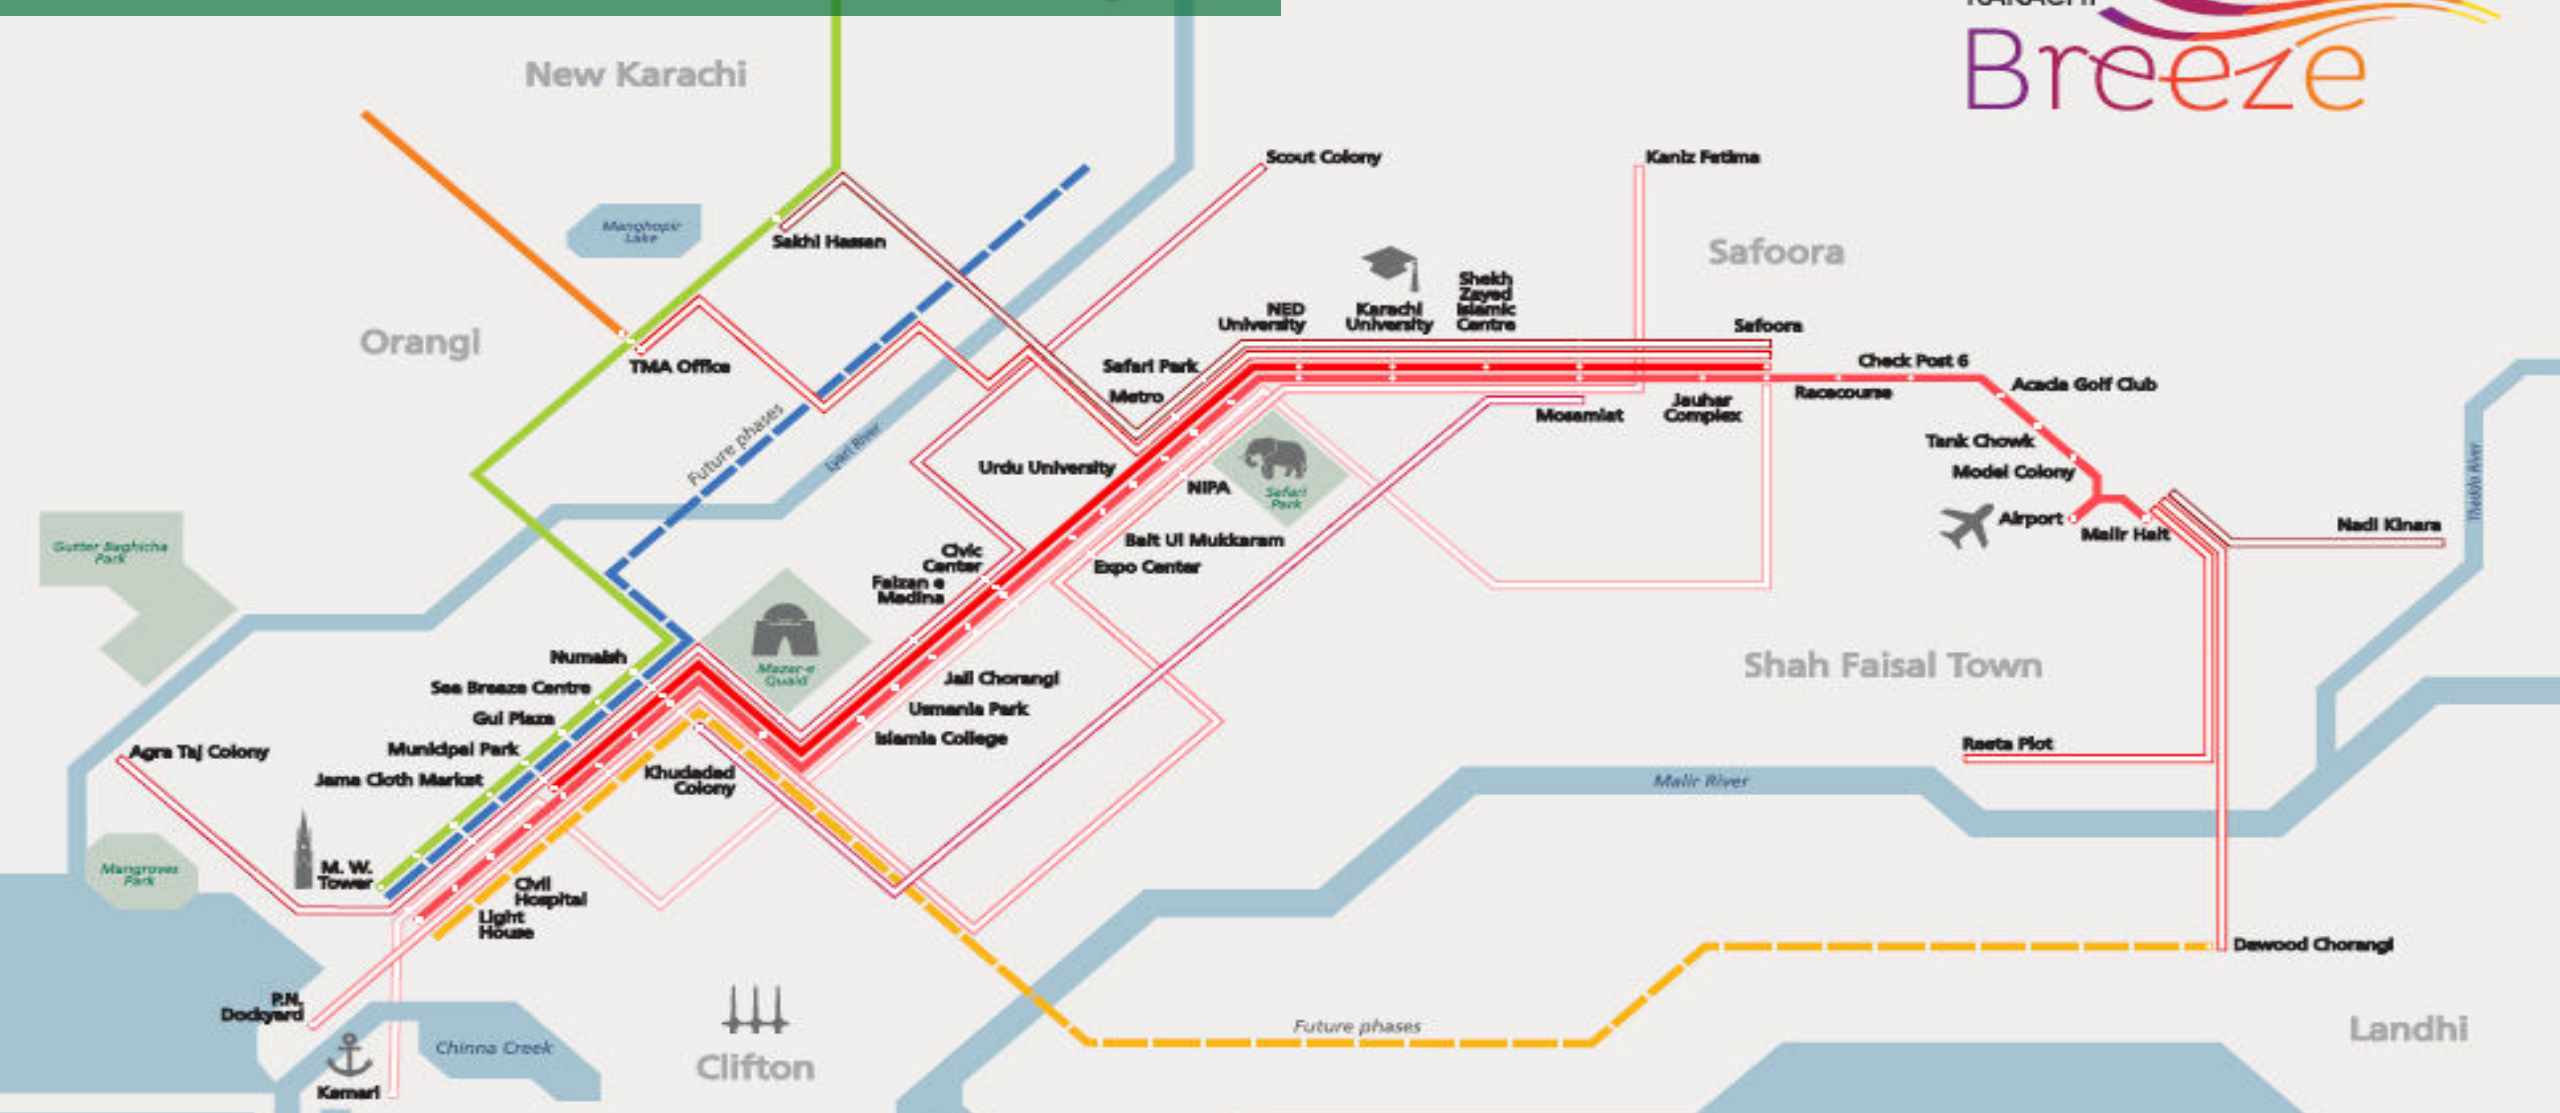 Breeze
New Karachi
Scout Colony
Kaniz Fatima
Manghopir
Lake
Sakhi Hassan
Safoora
Shekh
Zayed
Islamic
Centre
NED
University
Karachi
University
Safoora
Orangi
TMA Office
Safari Park
Metro
Check Post 6
Racecourse
Acada Golf Club
Mosamiat
Jauhar
Complex
Tank Chowk
Model Colony
Future phases
Lyari River
Urdu University
NIPA
Safari
Park
Airport
Malir Halt
Nadi Kinara
Thaddo River
Gutter Baghicha
Park
Bait Ul Mukkaram
Expo Center
Civic
Center
Faizan e
Madina
Numaish
Sea Breeze Centre
Gul Plaza
Municipal Park
Jama Cloth Market
Mazar-e
Quaid
Jail Chorangi
Usmania Park
Islamia College
Shah Faisal Town
Agra Taj Colony
Khudadad
Colony
Reeta Plot
Malir River
Mangroves
Park
M. W.
Tower
Civil
Hospital
Light
House
Dawood Chorangi
P.N.
Dockyard
Future phases
Landhi
Chinna Creek
Clifton
Kemari